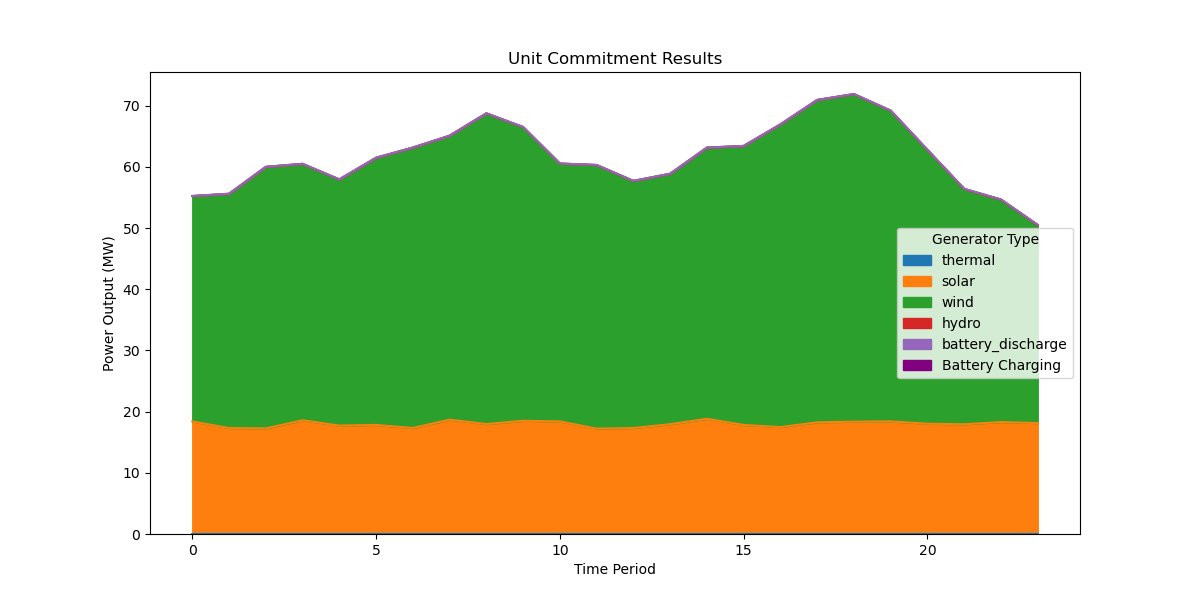 Unit Commitment Results
Power Output (MW)
70
60
50
40
30
20
10
0
Generator Type
thermal
solar
wind
hydro
battery_discharge
Battery Charging
0 5 10 15 20
Time Period